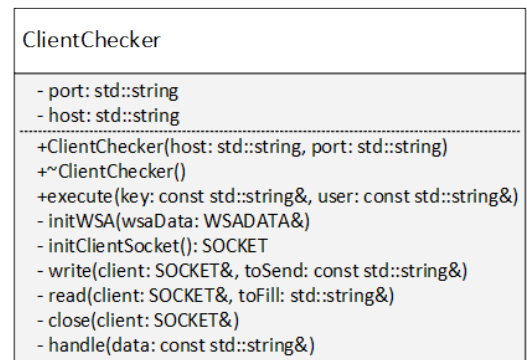 ClientChecker
- port: std::string
- host: std::string
+ClientChecker(host: std::string, port: std::string)
+~ClientChecker()
+execute(key: const std::string&, user: const std::string&)
- initWSA(wsaData: WSADATA&)
- initClientSocket(): SOCKET
- write(client: SOCKET&, toSend: const std::string&)
- read(client: SOCKET&, toFill: std::string&)
- close(client: SOCKET&)
- handle(data: const std::string&)